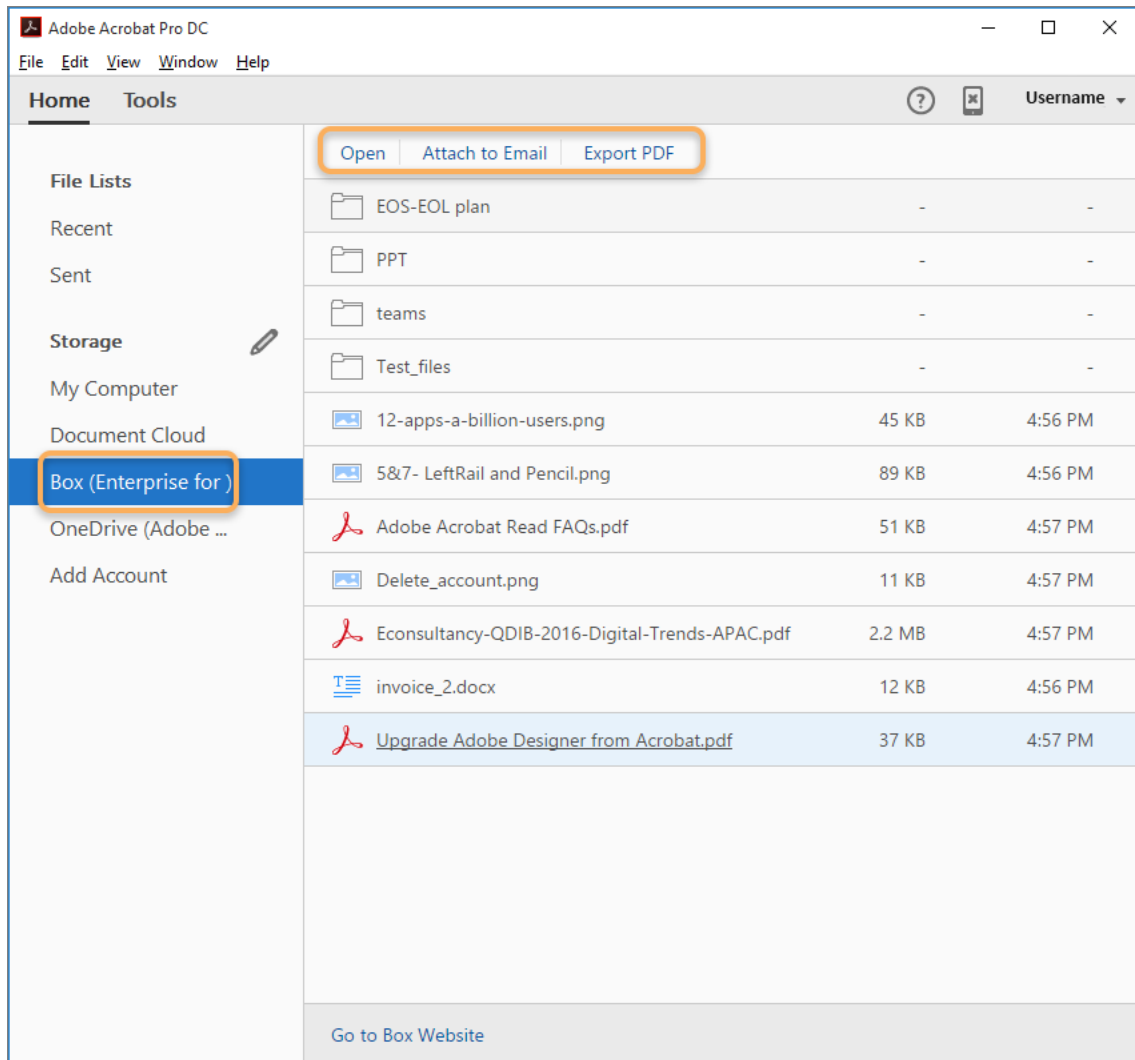 Adobe Acrobat Pro DC
File Edit View Window Help
Home Tools Username
Open Attach to Email Export PDF
File Lists
Recent
Sent
Storage
My Computer
Document Cloud
Box (Enterprise for )
OneDrive (Adobe ...
Add Account
EOS-EOL plan - -
PPT - -
teams - -
Test_files - -
12-apps-a-billion-users.png 45 KB 4:56 PM
5&7- LeftRail and Pencil.png 89 KB 4:56 PM
Adobe Acrobat Read FAQs.pdf 51 KB 4:57 PM
Delete_account.png 11 KB 4:57 PM
Econsultancy-QDIB-2016-Digital-Trends-APAC.pdf 2.2 MB 4:57 PM
invoice_2.docx 12 KB 4:56 PM
Upgrade Adobe Designer from Acrobat.pdf 37 KB 4:57 PM
Go to Box Website